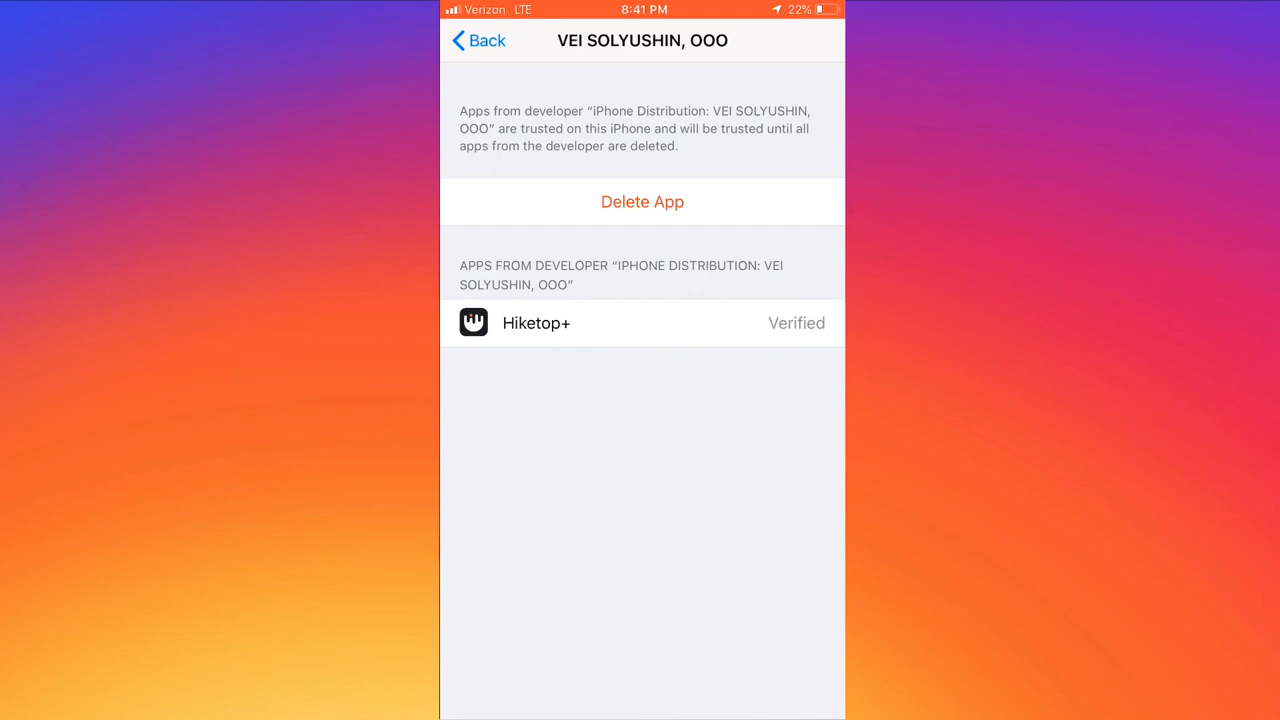 Verizon LTE 8:41 PM 22%
Back VEI SOLYUSHIN, OOO
Apps from developer “iPhone Distribution: VEI SOLYUSHIN,
OOO” are trusted on this iPhone and will be trusted until all
apps from the developer are deleted.
Delete App
APPS FROM DEVELOPER “IPHONE DISTRIBUTION: VEI
SOLYUSHIN, OOO”
Hiketop+ Verified